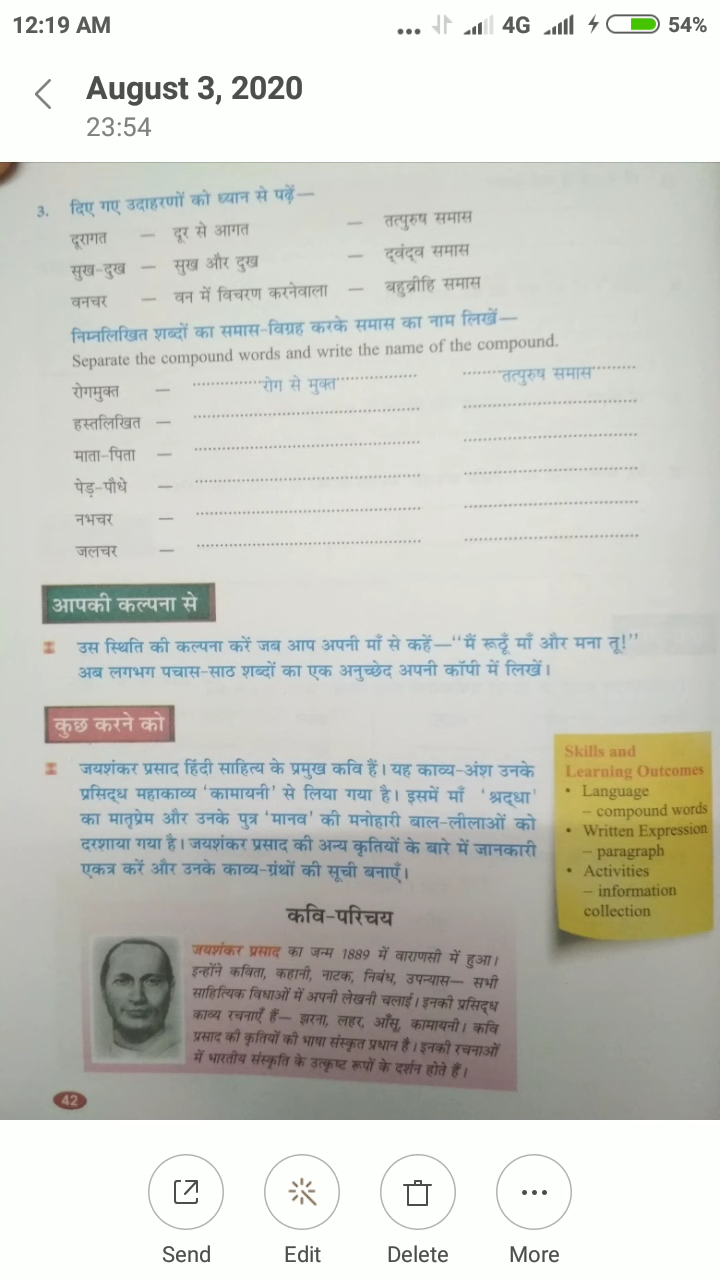 12:19 AM ... 4G 54%
August 3, 2020
23:54
3. दिए गए उदाहरणों को ध्यान से पढ़ें—
दूरागत — दूर से आगत — तत्पुरुष समास
सुख-दुख — सुख और दुख — द्वंद्व समास
वनचर — वन में विचरण करनेवाला — बहुव्रीहि समास
निम्नलिखित शब्दों का समास-विग्रह करके समास का नाम लिखें—
Separate the compound words and write the name of the compound.
रोगमुक्त — रोग से मुक्त तत्पुरुष समास
हस्तलिखित —
माता-पिता —
पेड़-पौधे —
नभचर —
जलचर —
आपकी कल्पना से
उस स्थिति की कल्पना करें जब आप अपनी माँ से कहें—“मैं रूठूँ माँ और मना तू!”
अब लगभग पचास-साठ शब्दों का एक अनुच्छेद अपनी कॉपी में लिखें।
कुछ करने को
जयशंकर प्रसाद हिंदी साहित्य के प्रमुख कवि हैं। यह काव्य-अंश उनके
प्रसिद्ध महाकाव्य ‘कामायनी’ से लिया गया है। इसमें माँ ‘श्रद्धा’
का मातृप्रेम और उनके पुत्र ‘मानव’ की मनोहारी बाल-लीलाओं को
दरशाया गया है। जयशंकर प्रसाद की अन्य कृतियों के बारे में जानकारी
एकत्र करें और उनके काव्य-ग्रंथों की सूची बनाएँ।
Skills and
Learning Outcomes
• Language
– compound words
• Written Expression
– paragraph
• Activities
– information
collection
कवि-परिचय
जयशंकर प्रसाद का जन्म 1889 में वाराणसी में हुआ।
इन्होंने कविता, कहानी, नाटक, निबंध, उपन्यास— सभी
साहित्यिक विधाओं में अपनी लेखनी चलाई। इनकी प्रसिद्ध
काव्य रचनाएँ हैं— झरना, लहर, आँसू, कामायनी। कवि
प्रसाद की कृतियों की भाषा संस्कृत प्रधान है। इनकी रचनाओं
में भारतीय संस्कृति के उत्कृष्ट रूपों के दर्शन होते हैं।
42
Send Edit Delete More